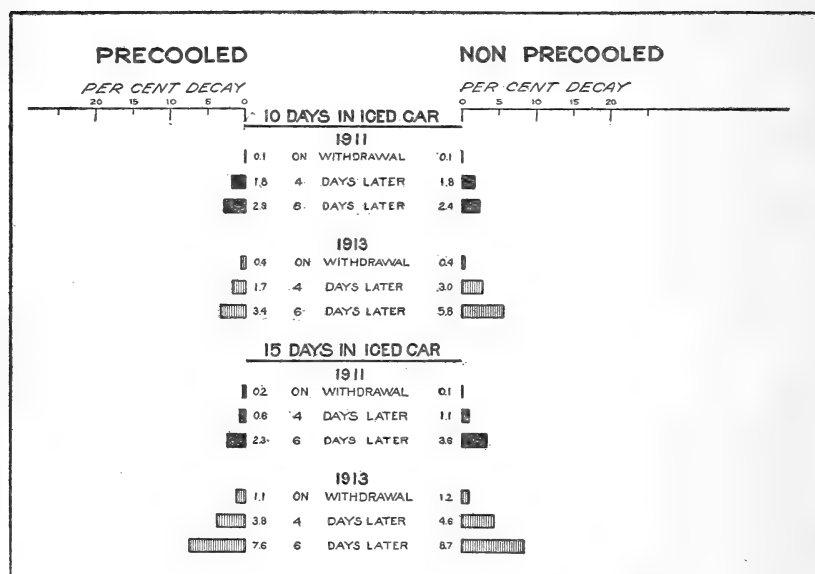 PRECOOLED NON PRECOOLED
PER CENT DECAY PER CENT DECAY
20 15 10 5 0 0 5 10 15 20
10 DAYS IN ICED CAR
1911
0.1 ON WITHDRAWAL 0.1
1.8 4 DAYS LATER 1.8
2.9 6 DAYS LATER 2.4
1913
0.4 ON WITHDRAWAL 0.4
1.7 4 DAYS LATER 3.0
3.4 6 DAYS LATER 5.8
15 DAYS IN ICED CAR
1911
0.2 ON WITHDRAWAL 0.1
0.6 4 DAYS LATER 1.1
2.3 6 DAYS LATER 3.6
1913
1.1 ON WITHDRAWAL 1.2
3.8 4 DAYS LATER 4.6
7.6 6 DAYS LATER 8.7